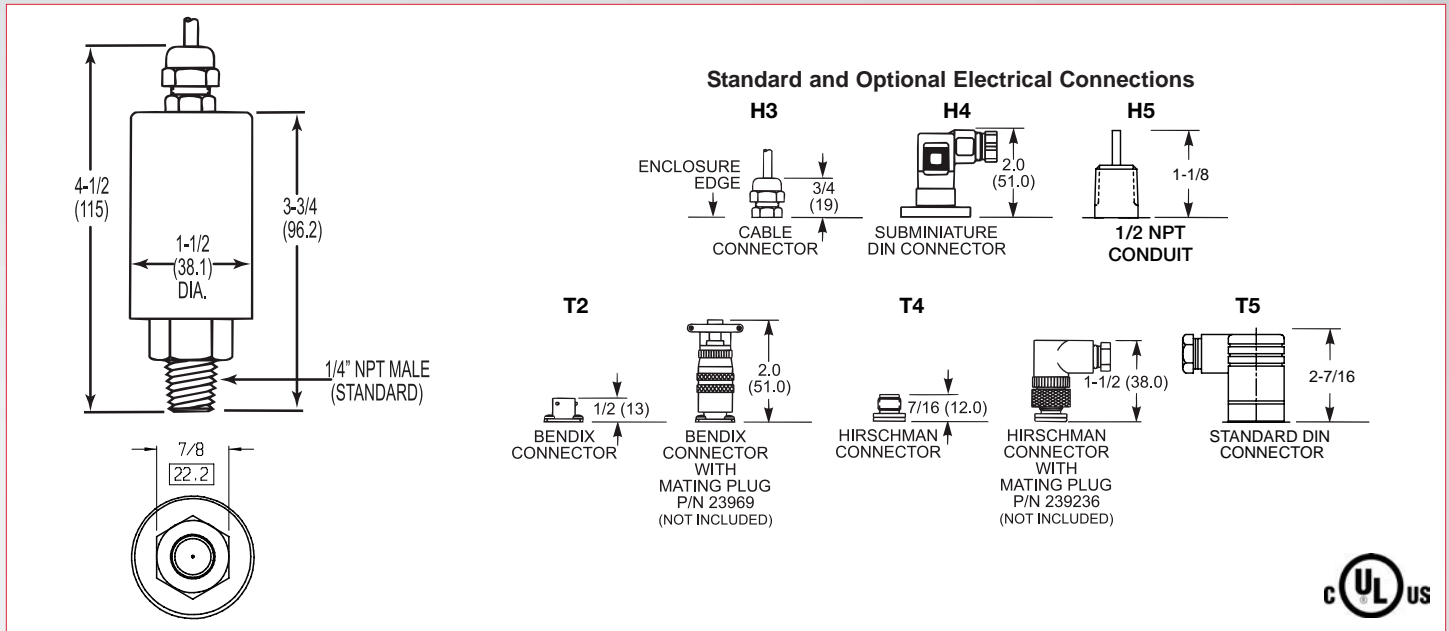 4-1/2
(115)
3-3/4
(96.2)
1-1/2
(38.1)
DIA.
1/4" NPT MALE
(STANDARD)
7/8
22.2
Standard and Optional Electrical Connections
H3
ENCLOSURE
EDGE
3/4
(19)
CABLE
CONNECTOR
H4
2.0
(51.0)
SUBMINIATURE
DIN CONNECTOR
H5
1-1/8
1/2 NPT
CONDUIT
T2
1/2 (13)
BENDIX
CONNECTOR
2.0
(51.0)
BENDIX
CONNECTOR
WITH
MATING PLUG
P/N 23969
(NOT INCLUDED)
T4
7/16 (12.0)
HIRSCHMAN
CONNECTOR
1-1/2 (38.0)
HIRSCHMAN
CONNECTOR
WITH
MATING PLUG
P/N 239236
(NOT INCLUDED)
T5
2-7/16
STANDARD DIN
CONNECTOR
C UL ® US